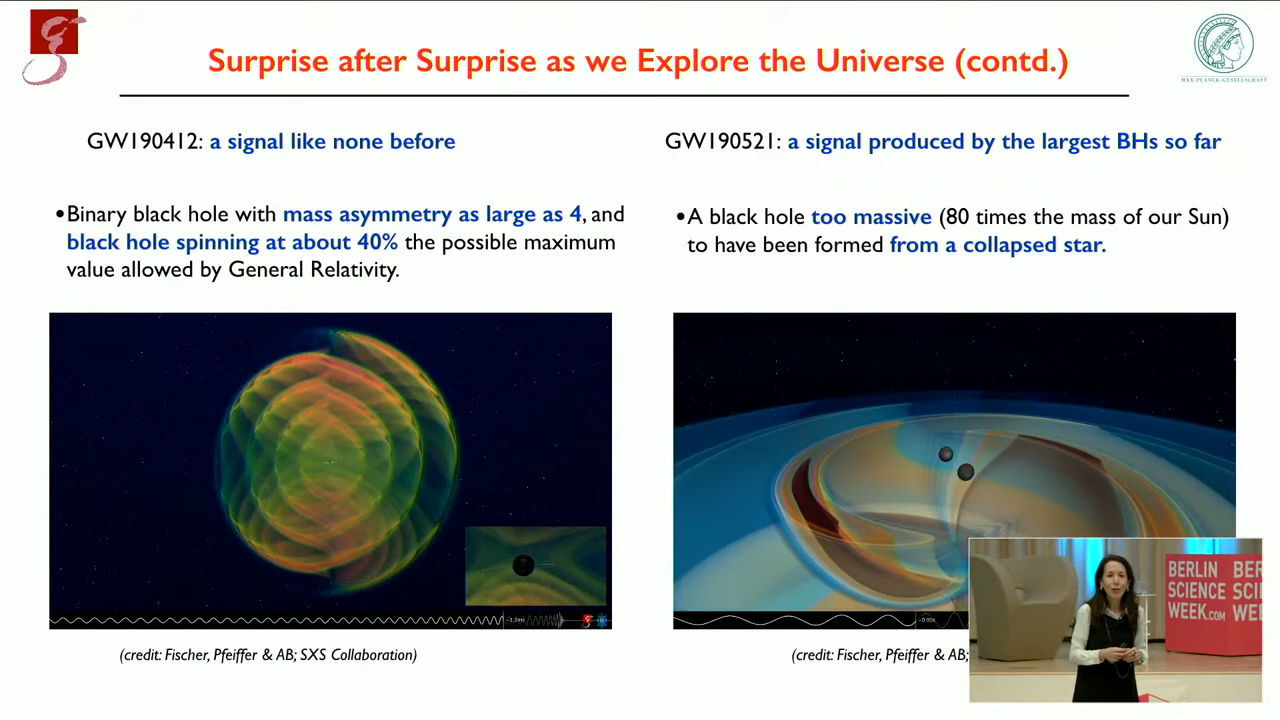 Surprise after Surprise as we Explore the Universe (contd.)
MAX-PLANCK-GESELLSCHAFT
GW190412: a signal like none before
•Binary black hole with mass asymmetry as large as 4, and
black hole spinning at about 40% the possible maximum
value allowed by General Relativity.
(credit: Fischer, Pfeiffer & AB; SXS Collaboration)
GW190521: a signal produced by the largest BHs so far
•A black hole too massive (80 times the mass of our Sun)
to have been formed from a collapsed star.
(credit: Fischer, Pfeiffer & AB;
BERLIN
SCIENCE
WEEK.COM
BER
SCI
WE